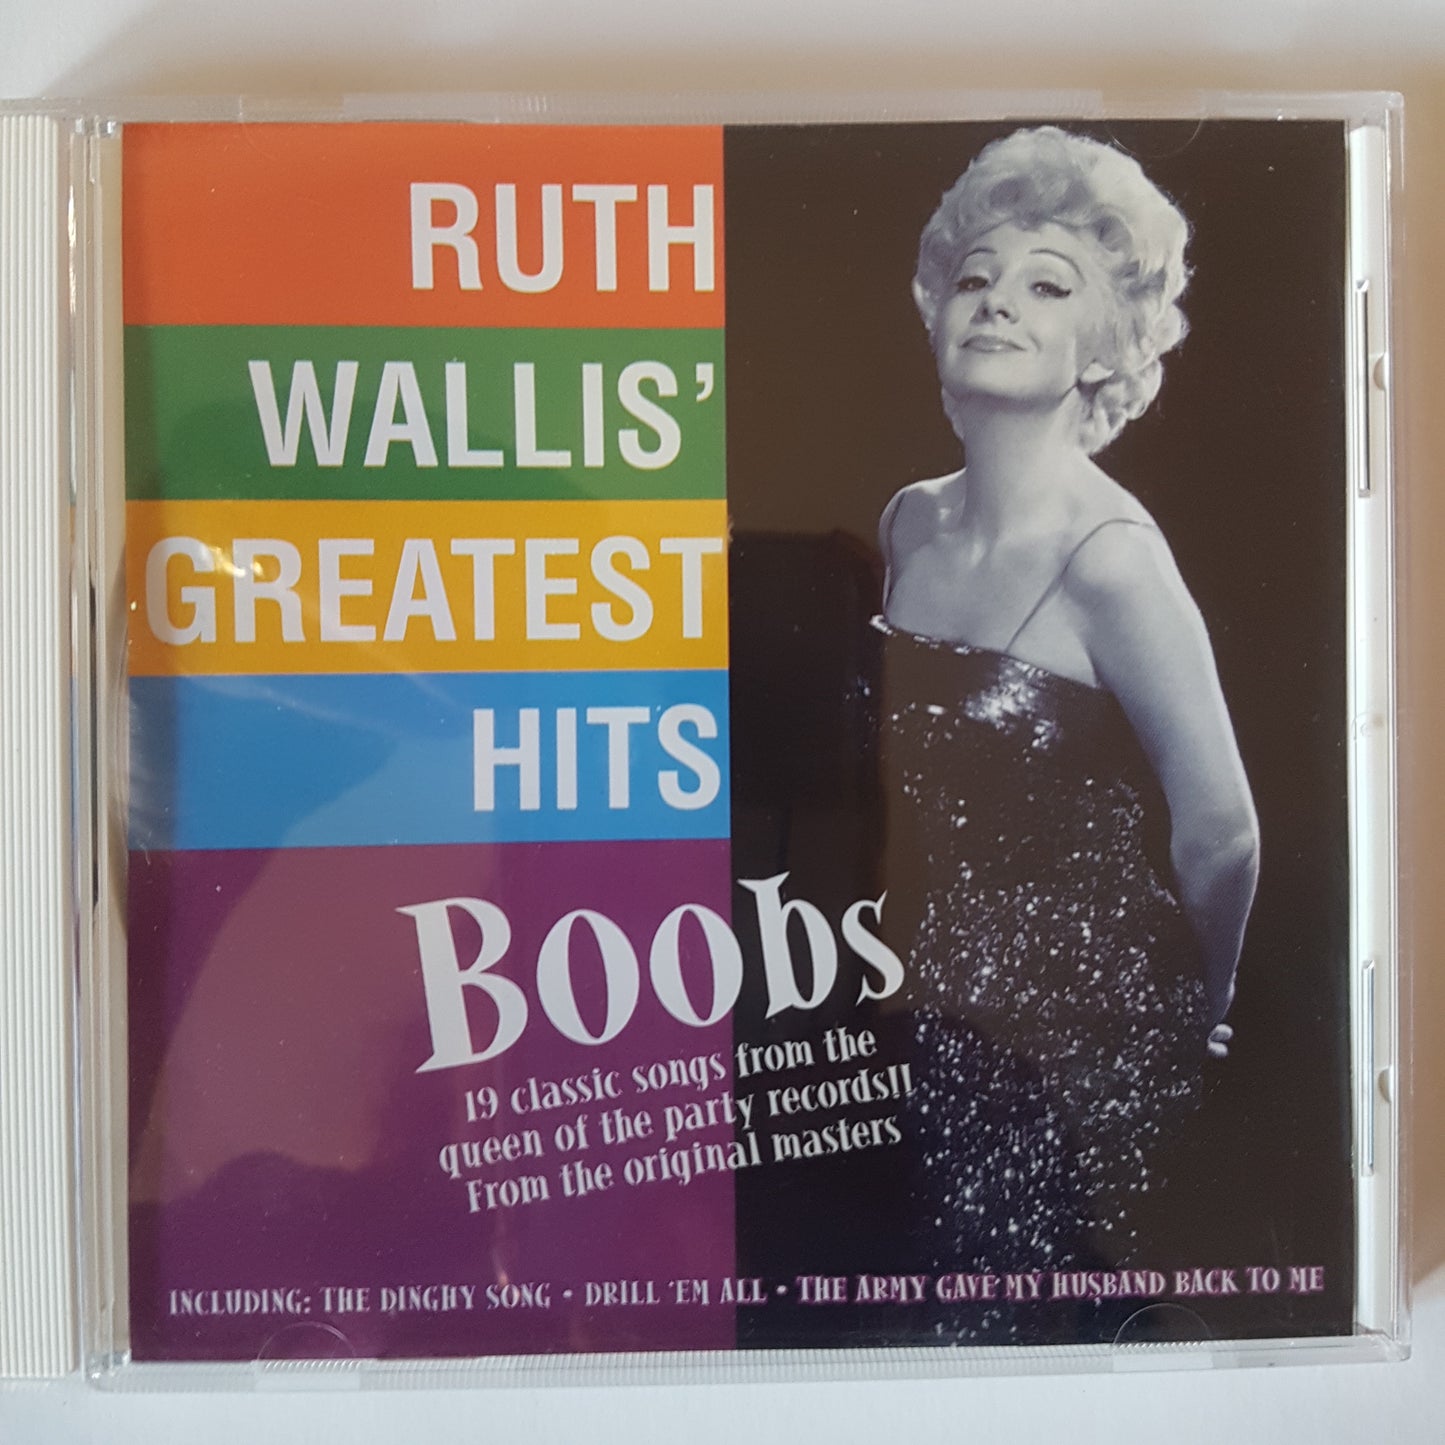 RUTH
WALLIS'
GREATEST
HITS
Boobs
19 classic songs from the
queen of the party records!!
From the original masters
INCLUDING: THE DINGHY SONG • DRILL 'EM ALL • THE ARMY GAVE MY HUSBAND BACK TO ME